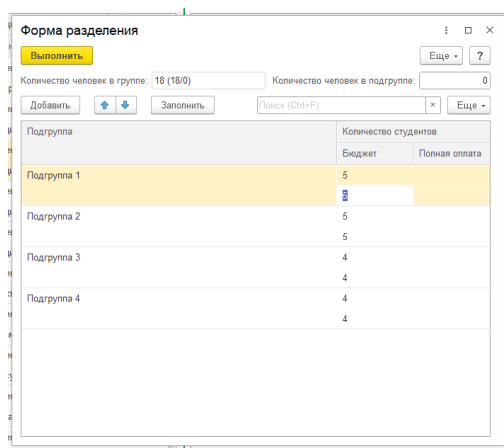 Форма разделения
Выполнить
Еще
?
Количество человек в группе: 18 (18/0)
Количество человек в подгруппе: 0
Добавить
Заполнить
Поиск (Ctrl+F)
×
Еще
Подгруппа
Количество студентов
Бюджет
Полная оплата
Подгруппа 1
5
5
Подгруппа 2
5
5
Подгруппа 3
4
4
Подгруппа 4
4
4